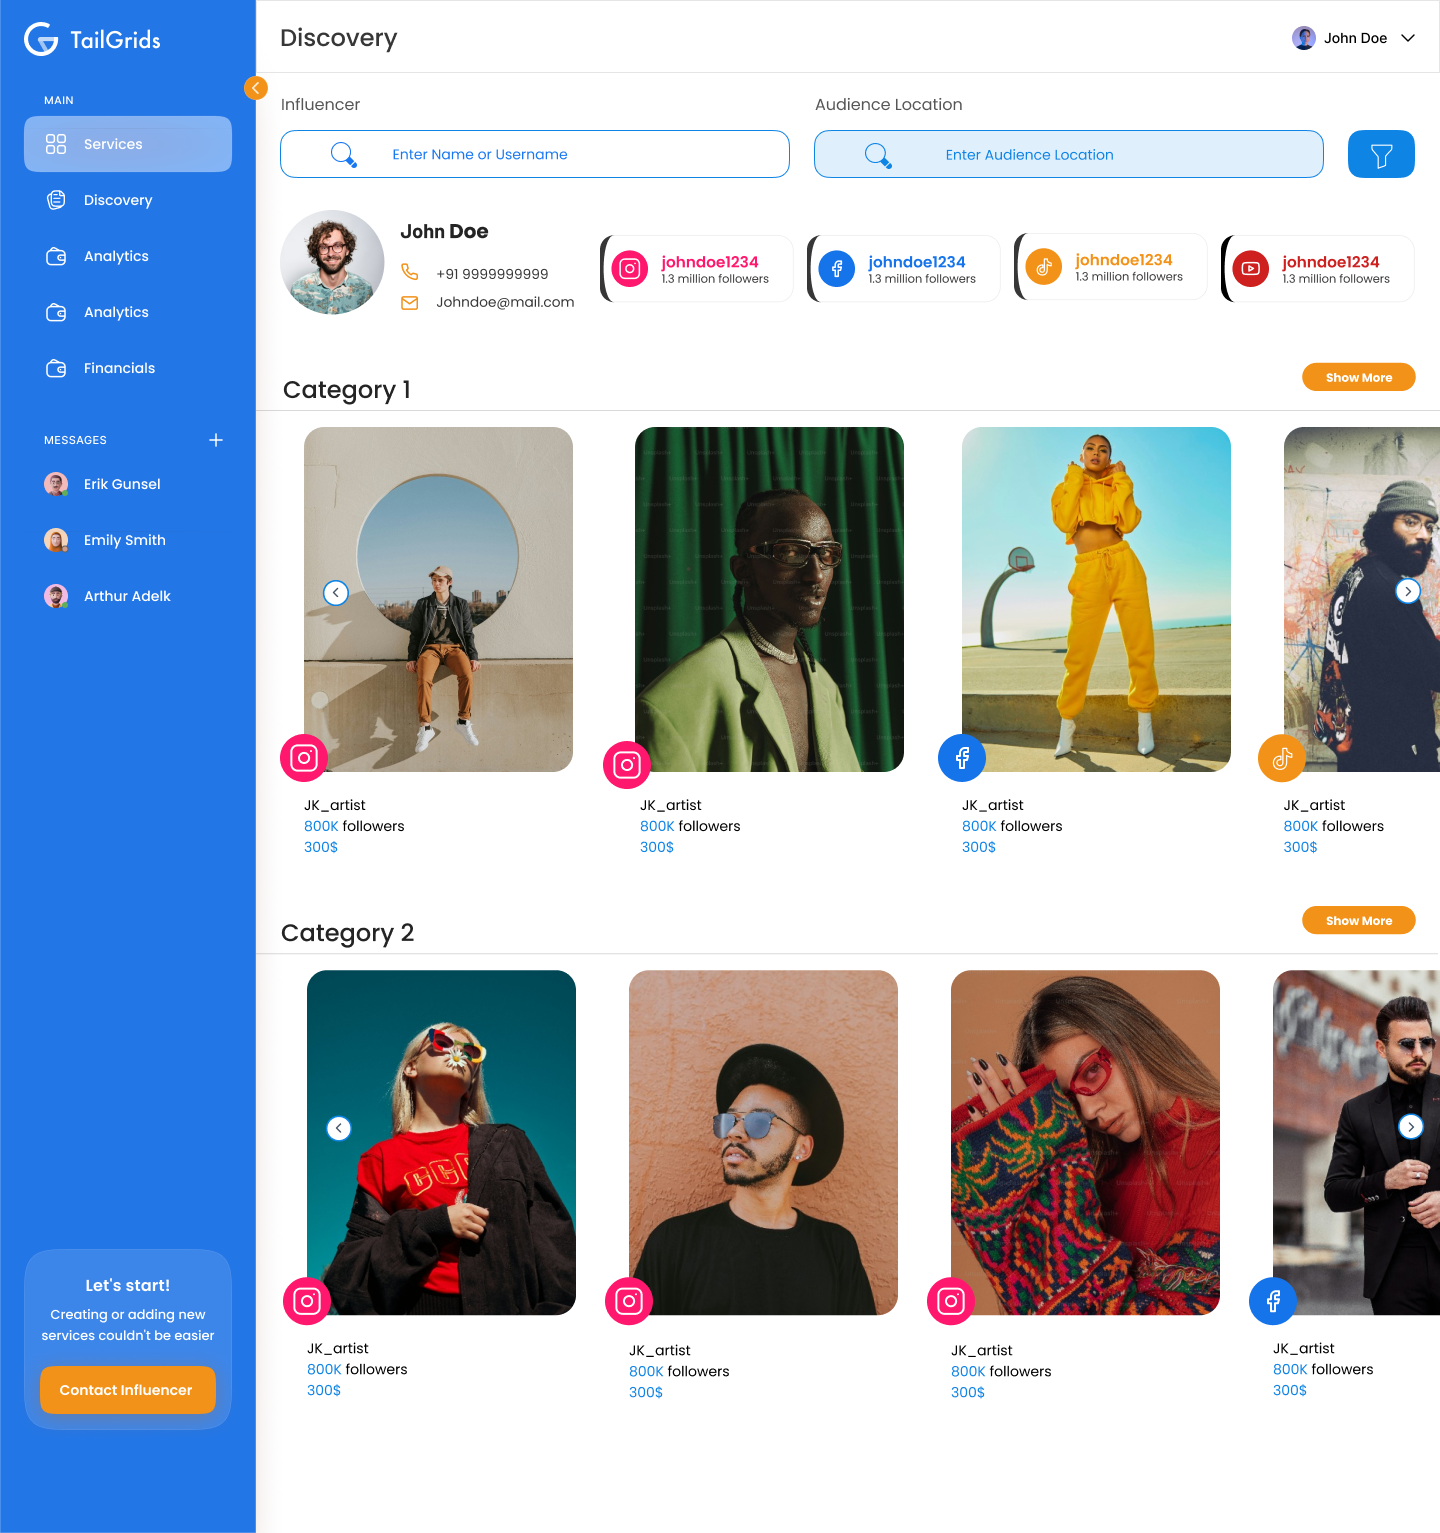 TailGrids
Discovery
John Doe
MAIN
Services
Discovery
Analytics
Analytics
Financials
MESSAGES
Erik Gunsel
Emily Smith
Arthur Adelk
Let's start!
Creating or adding new
services couldn't be easier
Contact Influencer
Influencer
Audience Location
Enter Name or Username
Enter Audience Location
John Doe
+91 9999999999
Johndoe@mail.com
johndoe1234
1.3 million followers
johndoe1234
1.3 million followers
johndoe1234
1.3 million followers
johndoe1234
1.3 million followers
Category 1
Show More
JK_artist
800K followers
300$
JK_artist
800K followers
300$
JK_artist
800K followers
300$
JK_artist
800K followers
300$
Category 2
Show More
JK_artist
800K followers
300$
JK_artist
800K followers
300$
JK_artist
800K followers
300$
JK_artist
800K followers
300$